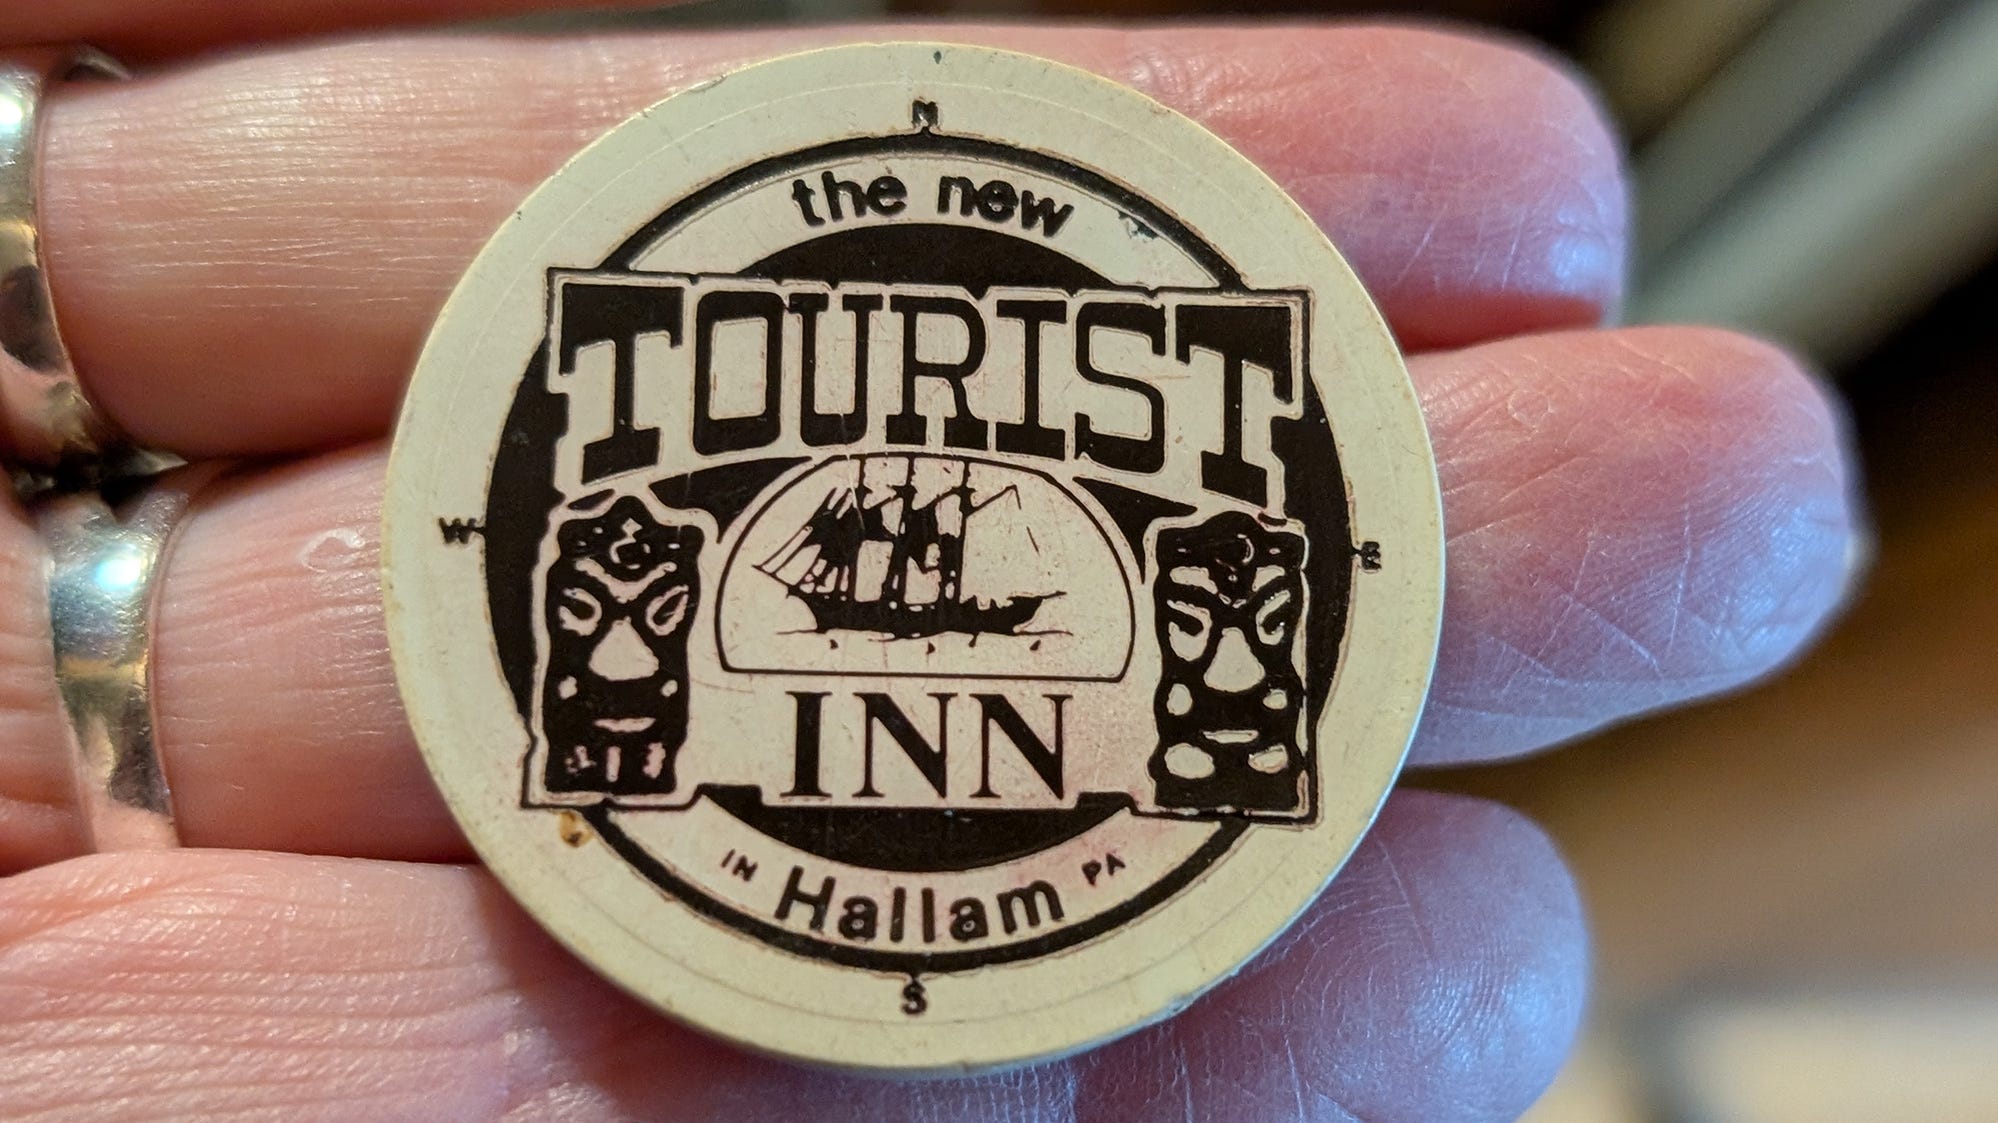 N
the new
TOURIST
W
E
INN
IN Hallam PA
S